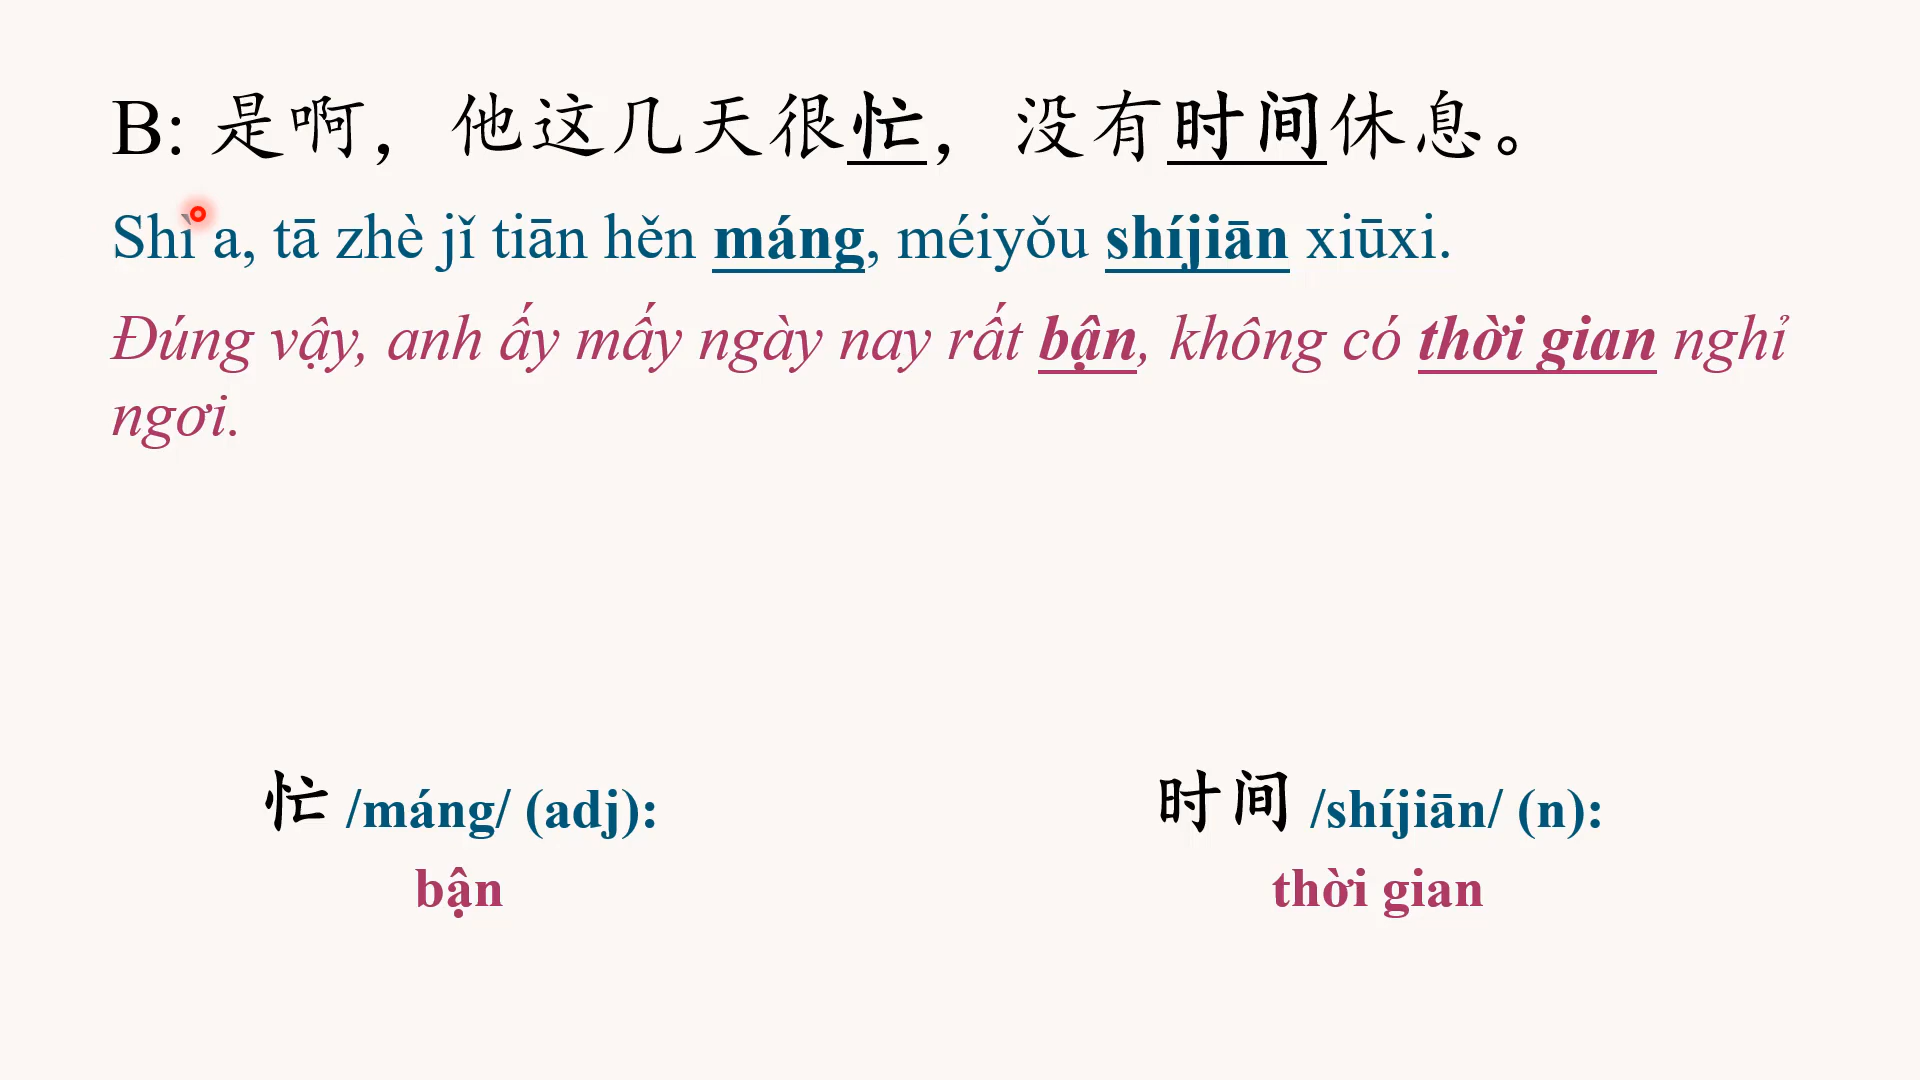 B: 是啊，他这几天很忙，没有时间休息。
Shì a, tā zhè jǐ tiān hěn máng, méiyǒu shíjiān xiūxi.
Đúng vậy, anh ấy mấy ngày nay rất bận, không có thời gian nghỉ
ngơi.
忙 /máng/ (adj):
bận
时间 /shíjiān/ (n):
thời gian